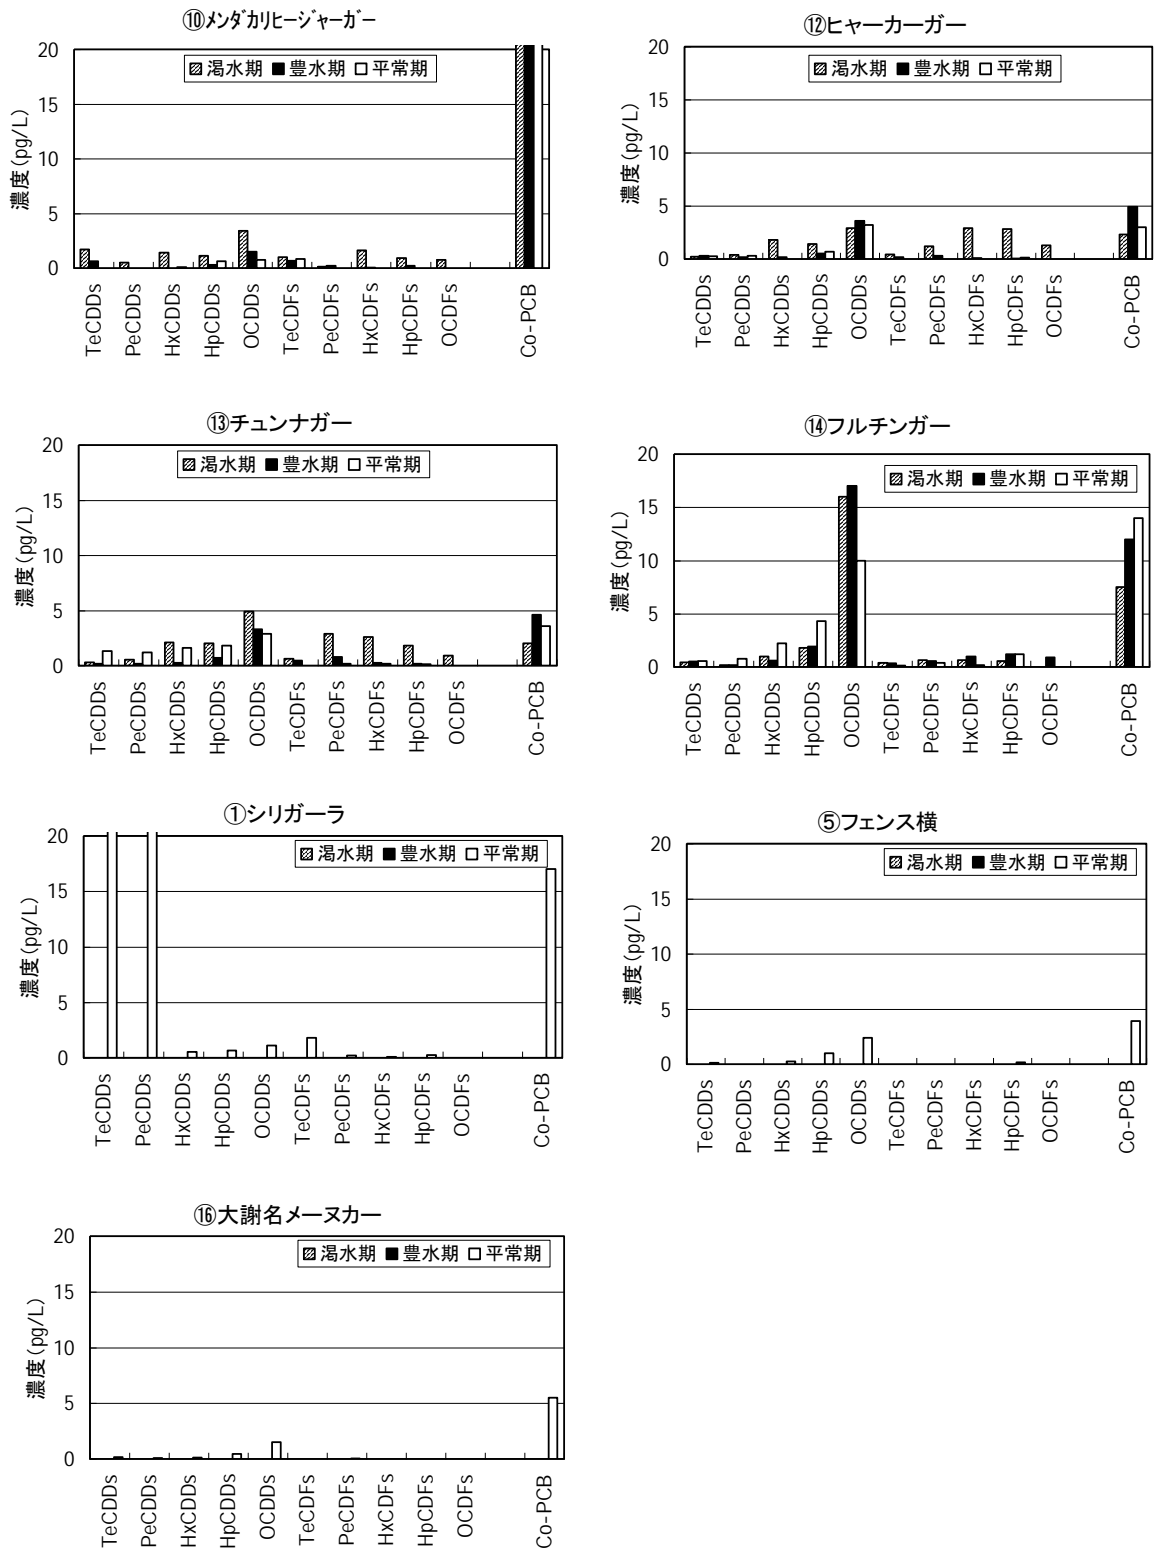 ⑩メンダカリヒージャーガー
濃度(pg/L)
20
15
10
5
0
渇水期 豊水期 平常期
TeCDDs PeCDDs HxCDDs HpCDDs OCDDs TeCDFs PeCDFs HxCDFs HpCDFs OCDFs Co-PCB
⑫ヒャーカーガー
濃度(pg/L)
20
15
10
5
0
渇水期 豊水期 平常期
TeCDDs PeCDDs HxCDDs HpCDDs OCDDs TeCDFs PeCDFs HxCDFs HpCDFs OCDFs Co-PCB
⑬チュンナガー
濃度(pg/L)
20
15
10
5
0
渇水期 豊水期 平常期
TeCDDs PeCDDs HxCDDs HpCDDs OCDDs TeCDFs PeCDFs HxCDFs HpCDFs OCDFs Co-PCB
⑭フルチンガー
濃度(pg/L)
20
15
10
5
0
渇水期 豊水期 平常期
TeCDDs PeCDDs HxCDDs HpCDDs OCDDs TeCDFs PeCDFs HxCDFs HpCDFs OCDFs Co-PCB
①シリガーラ
濃度(pg/L)
20
15
10
5
0
渇水期 豊水期 平常期
TeCDDs PeCDDs HxCDDs HpCDDs OCDDs TeCDFs PeCDFs HxCDFs HpCDFs OCDFs Co-PCB
⑤フェンス横
濃度(pg/L)
20
15
10
5
0
渇水期 豊水期 平常期
TeCDDs PeCDDs HxCDDs HpCDDs OCDDs TeCDFs PeCDFs HxCDFs HpCDFs OCDFs Co-PCB
⑯大謝名メーヌカー
濃度(pg/L)
20
15
10
5
0
渇水期 豊水期 平常期
TeCDDs PeCDDs HxCDDs HpCDDs OCDDs TeCDFs PeCDFs HxCDFs HpCDFs OCDFs Co-PCB